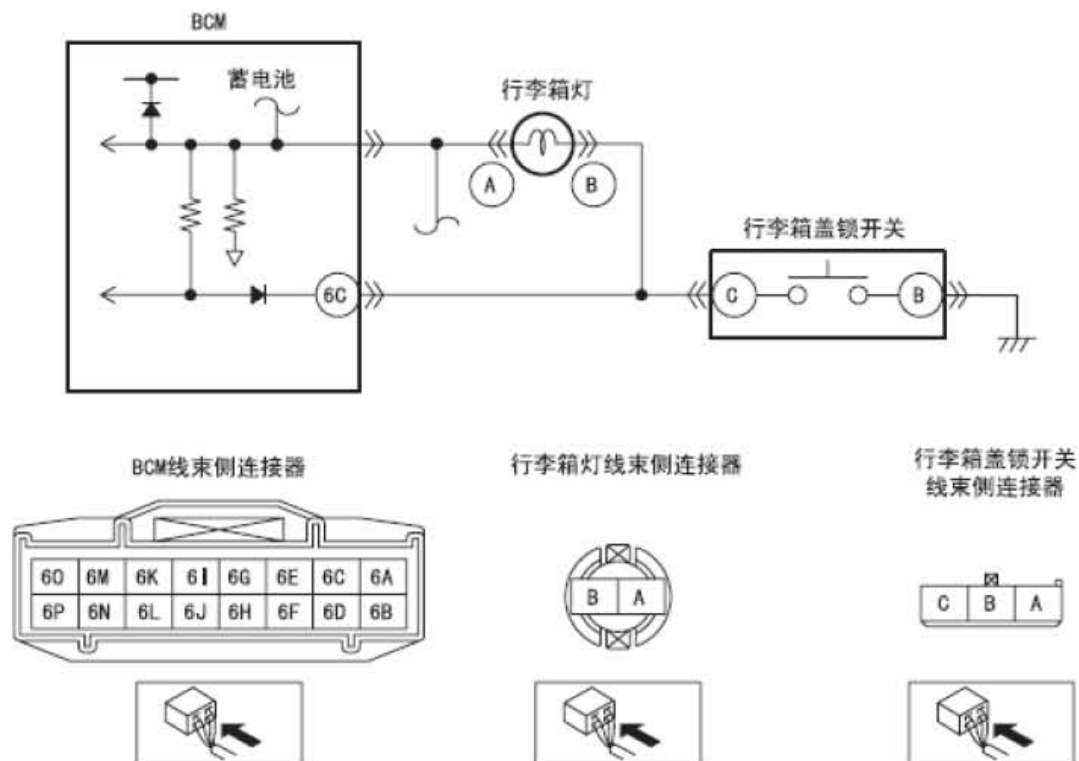 BCM
蓄电池
行李箱灯
A
B
行李箱盖锁开关
6C
C
B
BCM线束侧连接器
行李箱灯线束侧连接器
行李箱盖锁开关
线束侧连接器
6O 6M 6K 6I 6G 6E 6C 6A
6P 6N 6L 6J 6H 6F 6D 6B
B A
C B A